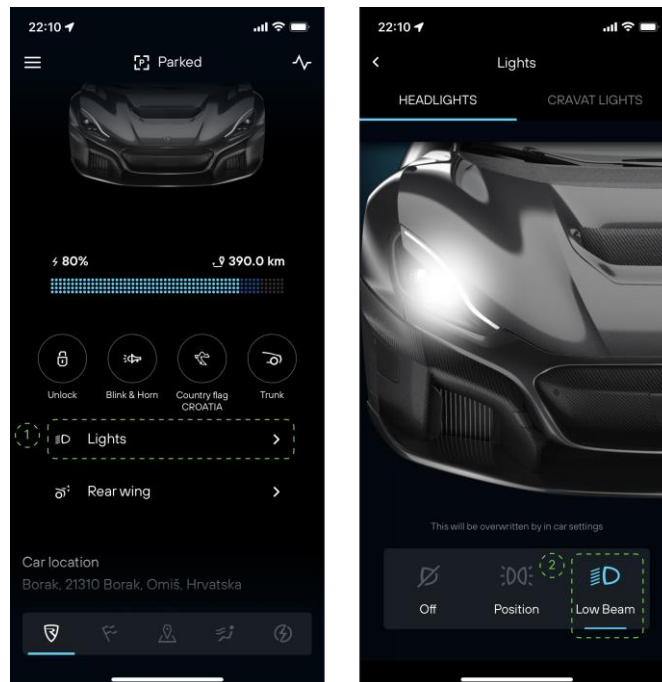 22:10
Parked
80%
390.0 km
Unlock
Blink & Horn
Country flag
CROATIA
Trunk
1
Lights
Rear wing
Car location
Borak, 21310 Borak, Omiš, Hrvatska
22:10
Lights
HEADLIGHTS
CRAVAT LIGHTS
This will be overwritten by in car settings
2
Off
Position
Low Beam